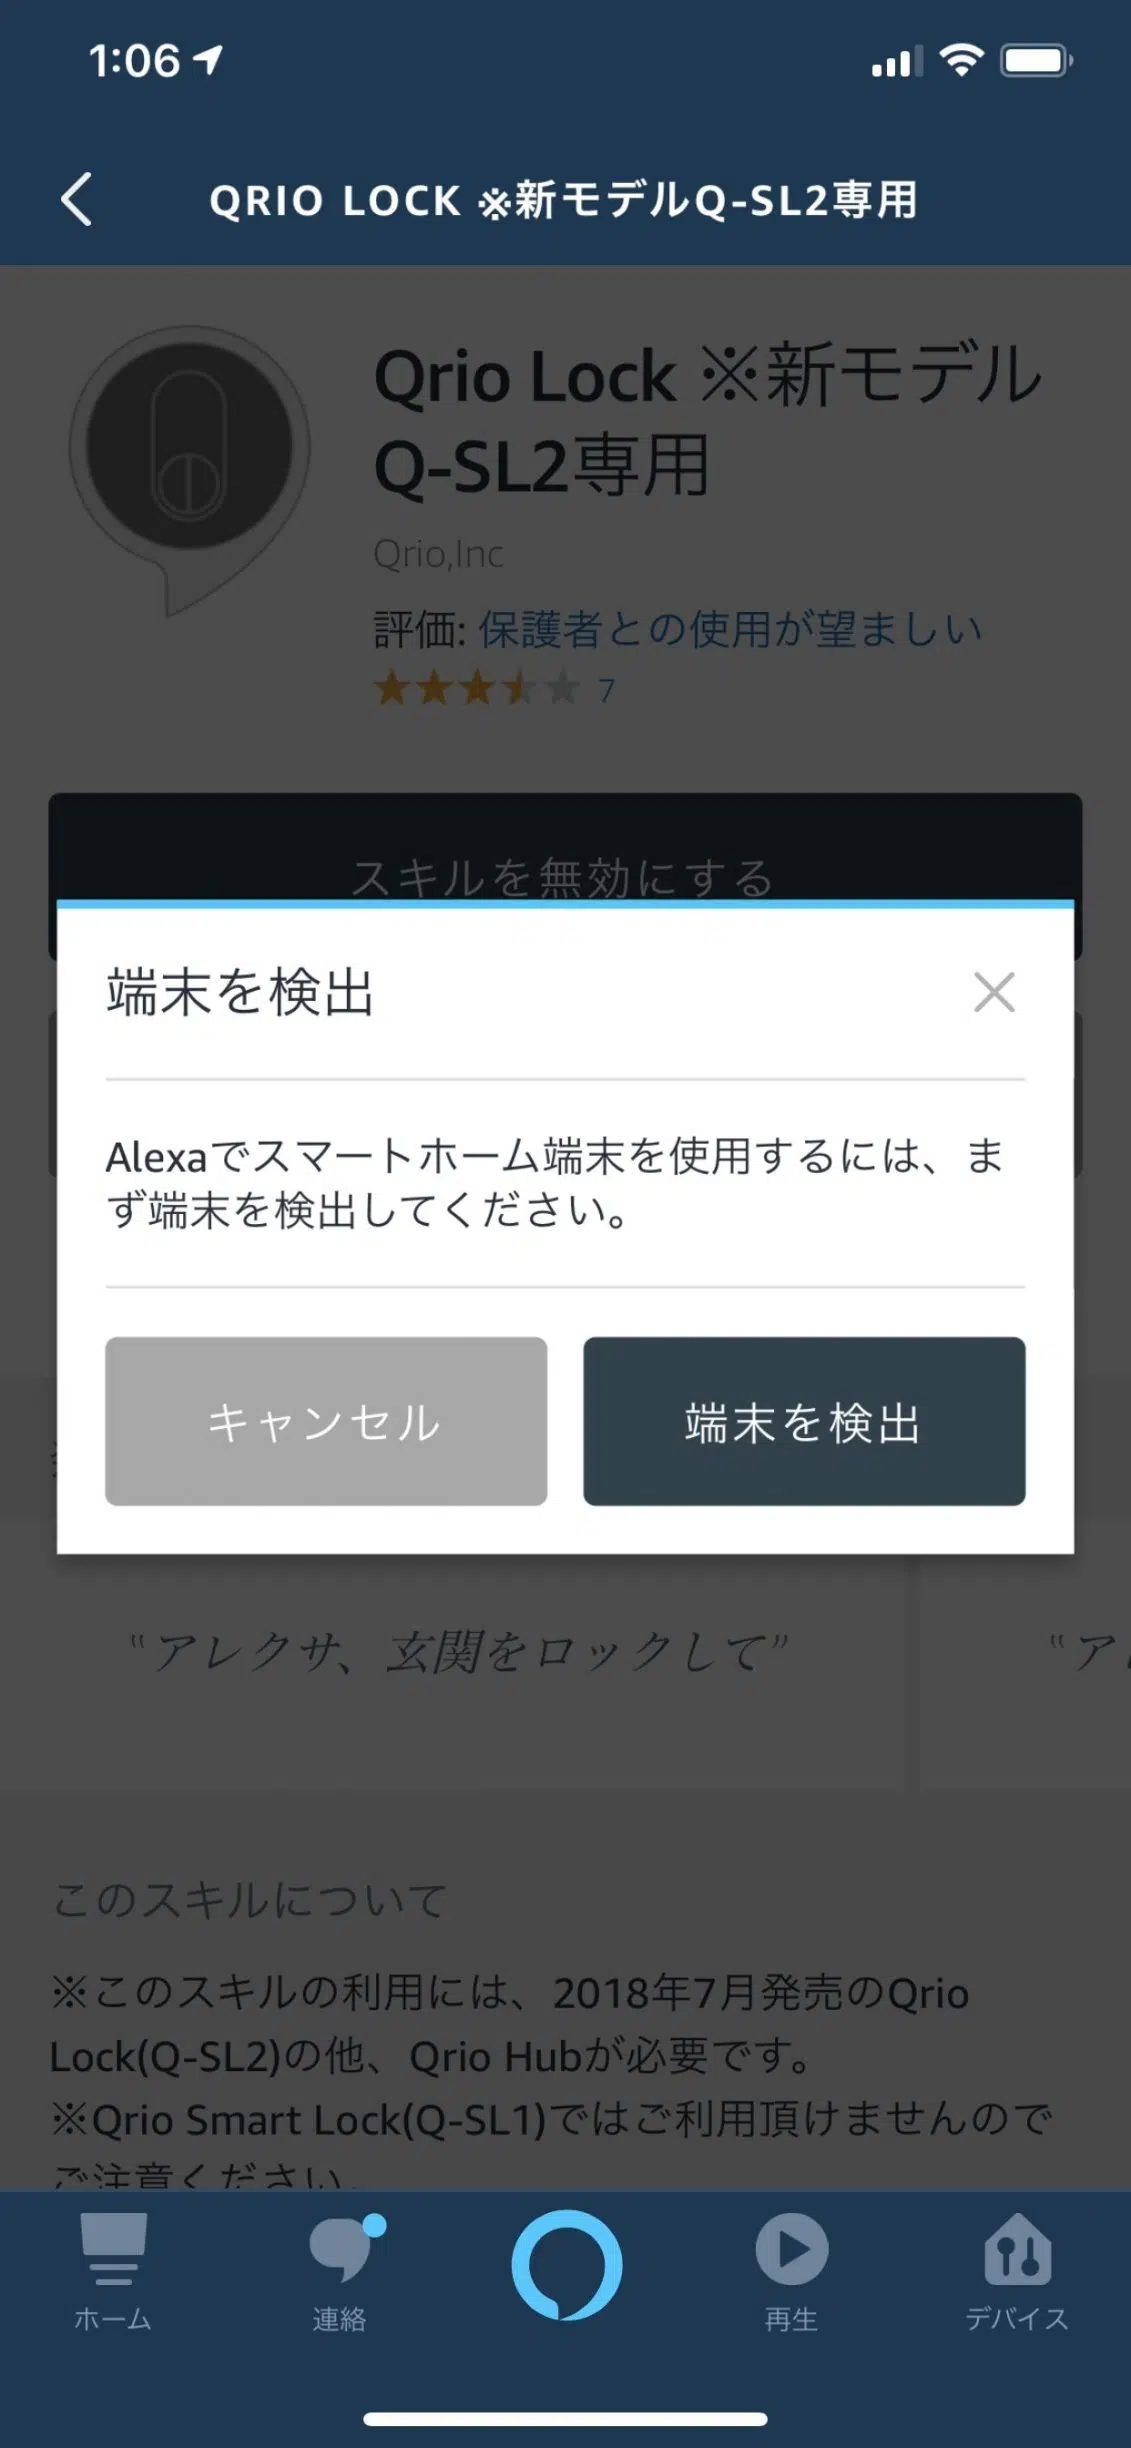 1:06
QRIO LOCK ※新モデルQ-SL2専用
Qrio Lock ※新モデル
Q-SL2専用
Qrio,Inc
評価: 保護者との使用が望ましい
7
スキルを無効にする
端末を検出
Alexaでスマートホーム端末を使用するには、ま
ず端末を検出してください。
キャンセル
端末を検出
“アレクサ、玄関をロックして”
“ア
このスキルについて
※このスキルの利用には、2018年7月発売のQrio
Lock(Q-SL2)の他、Qrio Hubが必要です。
※Qrio Smart Lock(Q-SL1)ではご利用頂けませんので
ご注意ください。
ホーム
連絡
再生
デバイス